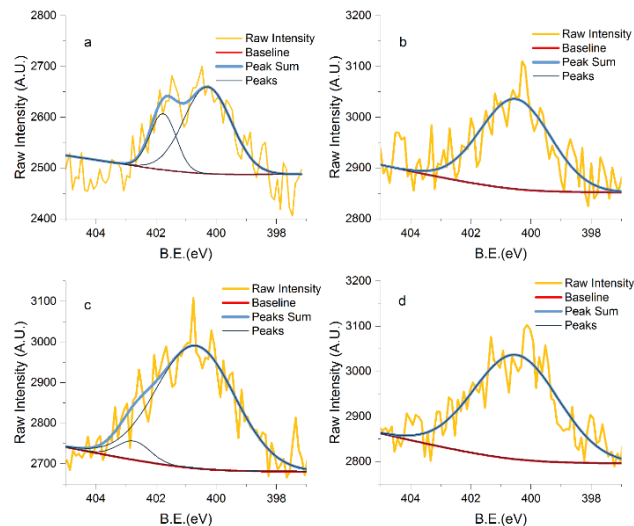 a
Raw Intensity
Baseline
Peak Sum
Peaks
2800
2700
2600
2500
2400
Raw Intensity (A.U.)
404 402 400 398
B.E.(eV)
b
Raw Intensity
Baseline
Peak Sum
Peaks
3200
3100
3000
2900
2800
Raw Intensity (A.U.)
404 402 400 398
B.E.(eV)
c
Raw Intensity
Baseline
Peaks Sum
Peaks
3100
3000
2900
2800
2700
Raw Intensity (A.U.)
404 402 400 398
B.E.(eV)
d
Raw Intensity
Baseline
Peaks Sum
Peaks
3200
3100
3000
2900
2800
Raw Intensity (A.U.)
404 402 400 398
B.E.(eV)